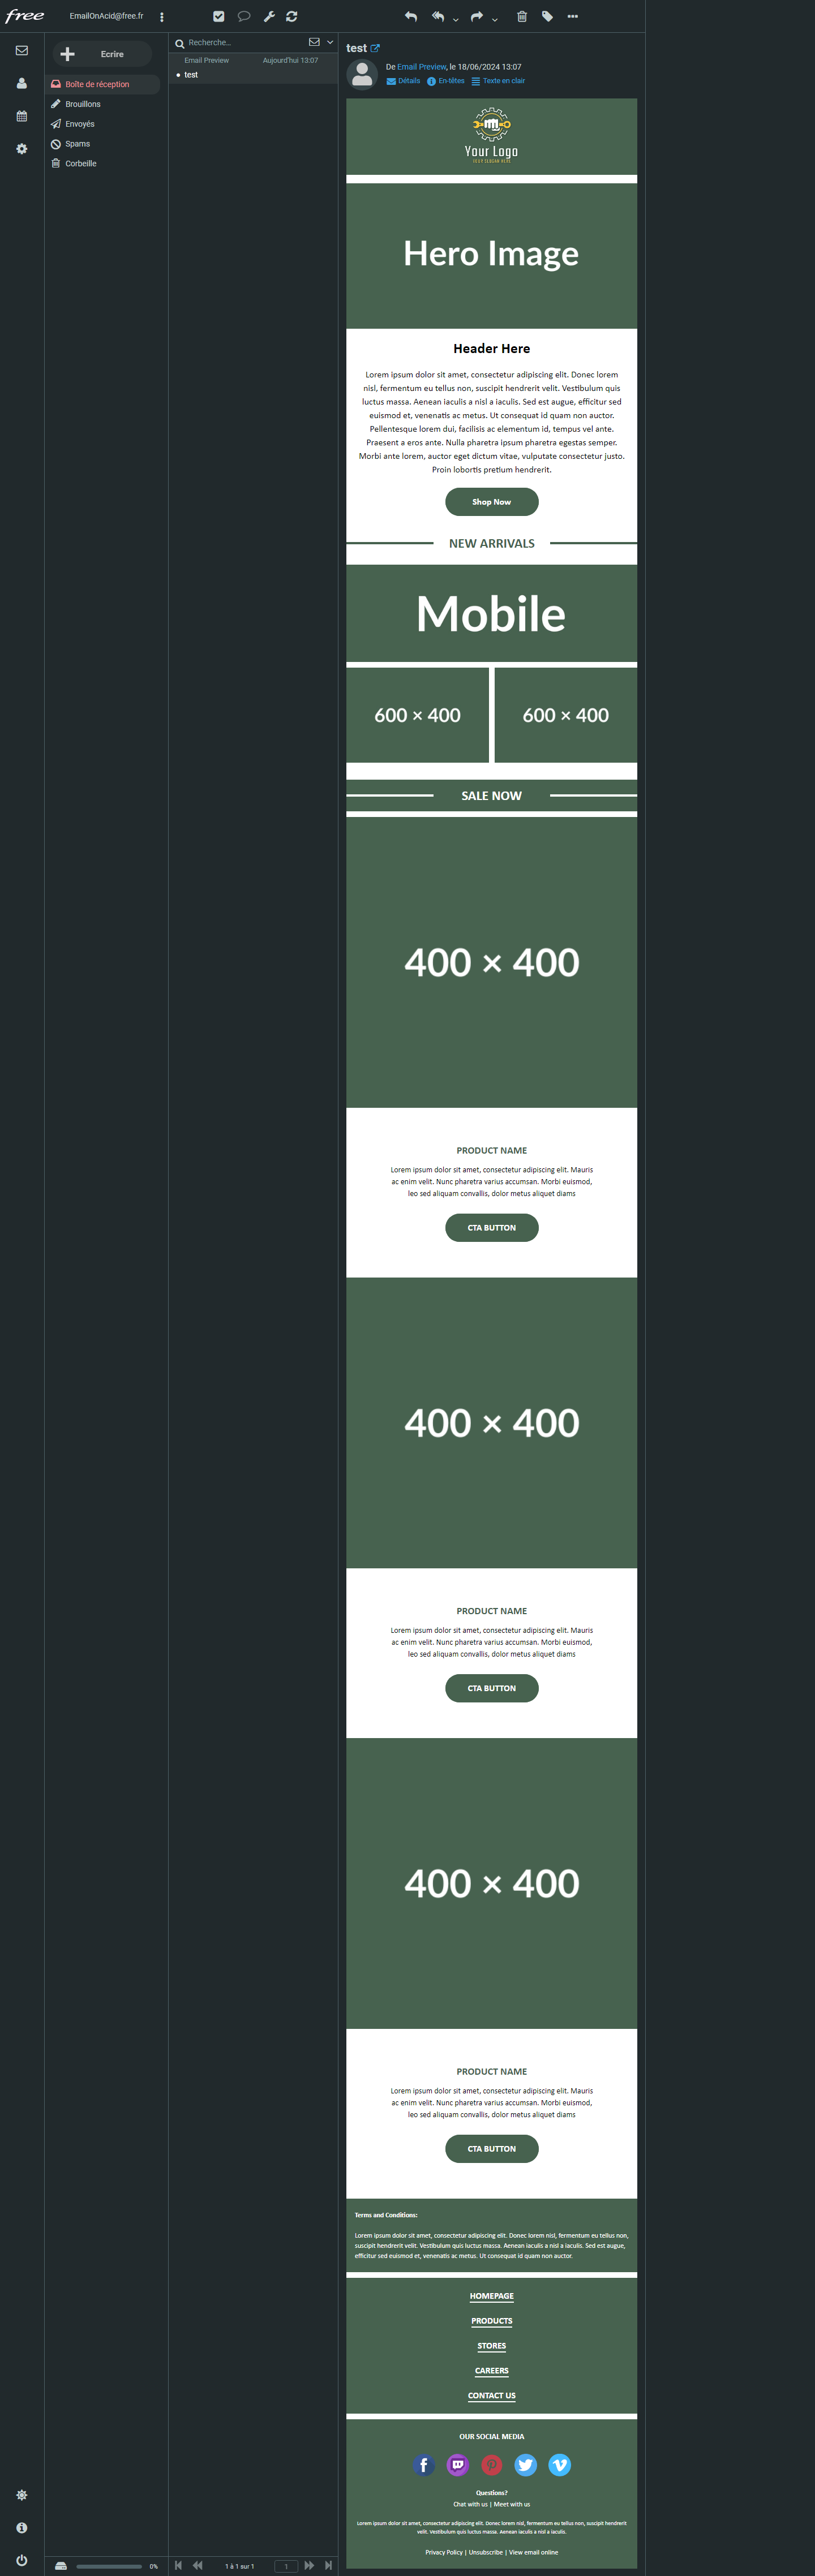 free
EmailOnAcid@free.fr
Ecrire
Boîte de réception
Brouillons
Envoyés
Spams
Corbeille
Recherche...
Email Preview Aujourd'hui 13:07
test
test
De Email Preview, le 18/06/2024 13:07
Détails En-têtes Texte en clair
Your Logo
Hero Image
Header Here
Lorem ipsum dolor sit amet, consectetur adipiscing elit. Donec lorem
nisl, fermentum eu tellus non, suscipit hendrerit velit. Vestibulum quis
luctus massa. Aenean iaculis a nisl a iaculis. Sed est augue, efficitur sed
euismod et, venenatis ac metus. Ut consequat id quam non auctor.
Pellentesque lorem dui, facilisis ac elementum id, tempus vel ante.
Praesent a eros ante. Nulla pharetra ipsum pharetra egestas semper.
Morbi ante lorem, auctor eget dictum vitae, vulputate consectetur justo.
Proin lobortis pretium hendrerit.
Shop Now
NEW ARRIVALS
Mobile
600 × 400 600 × 400
SALE NOW
400 × 400
PRODUCT NAME
Lorem ipsum dolor sit amet, consectetur adipiscing elit. Mauris
ac enim velit. Nunc pharetra varius accumsan. Morbi euismod,
leo sed aliquam convallis, dolor metus aliquet diams
CTA BUTTON
400 × 400
PRODUCT NAME
Lorem ipsum dolor sit amet, consectetur adipiscing elit. Mauris
ac enim velit. Nunc pharetra varius accumsan. Morbi euismod,
leo sed aliquam convallis, dolor metus aliquet diams
CTA BUTTON
400 × 400
PRODUCT NAME
Lorem ipsum dolor sit amet, consectetur adipiscing elit. Mauris
ac enim velit. Nunc pharetra varius accumsan. Morbi euismod,
leo sed aliquam convallis, dolor metus aliquet diams
CTA BUTTON
Terms and Conditions:
Lorem ipsum dolor sit amet, consectetur adipiscing elit. Donec lorem nisl, fermentum eu tellus non,
suscipit hendrerit velit. Vestibulum quis luctus massa. Aenean iaculis a nisl a iaculis. Sed est augue,
efficitur sed euismod et, venenatis ac metus. Ut consequat id quam non auctor.
HOMEPAGE
PRODUCTS
STORES
CAREERS
CONTACT US
OUR SOCIAL MEDIA
Questions?
Chat with us | Meet with us
Lorem ipsum dolor sit amet, consectetur adipiscing elit. Donec lorem nisl, fermentum eu tellus non, suscipit hendrerit
velit. Vestibulum quis luctus massa. Aenean iaculis a nisl a iaculis.
Privacy Policy | Unsubscribe | View email online
0%
1 à 1 sur 1
1